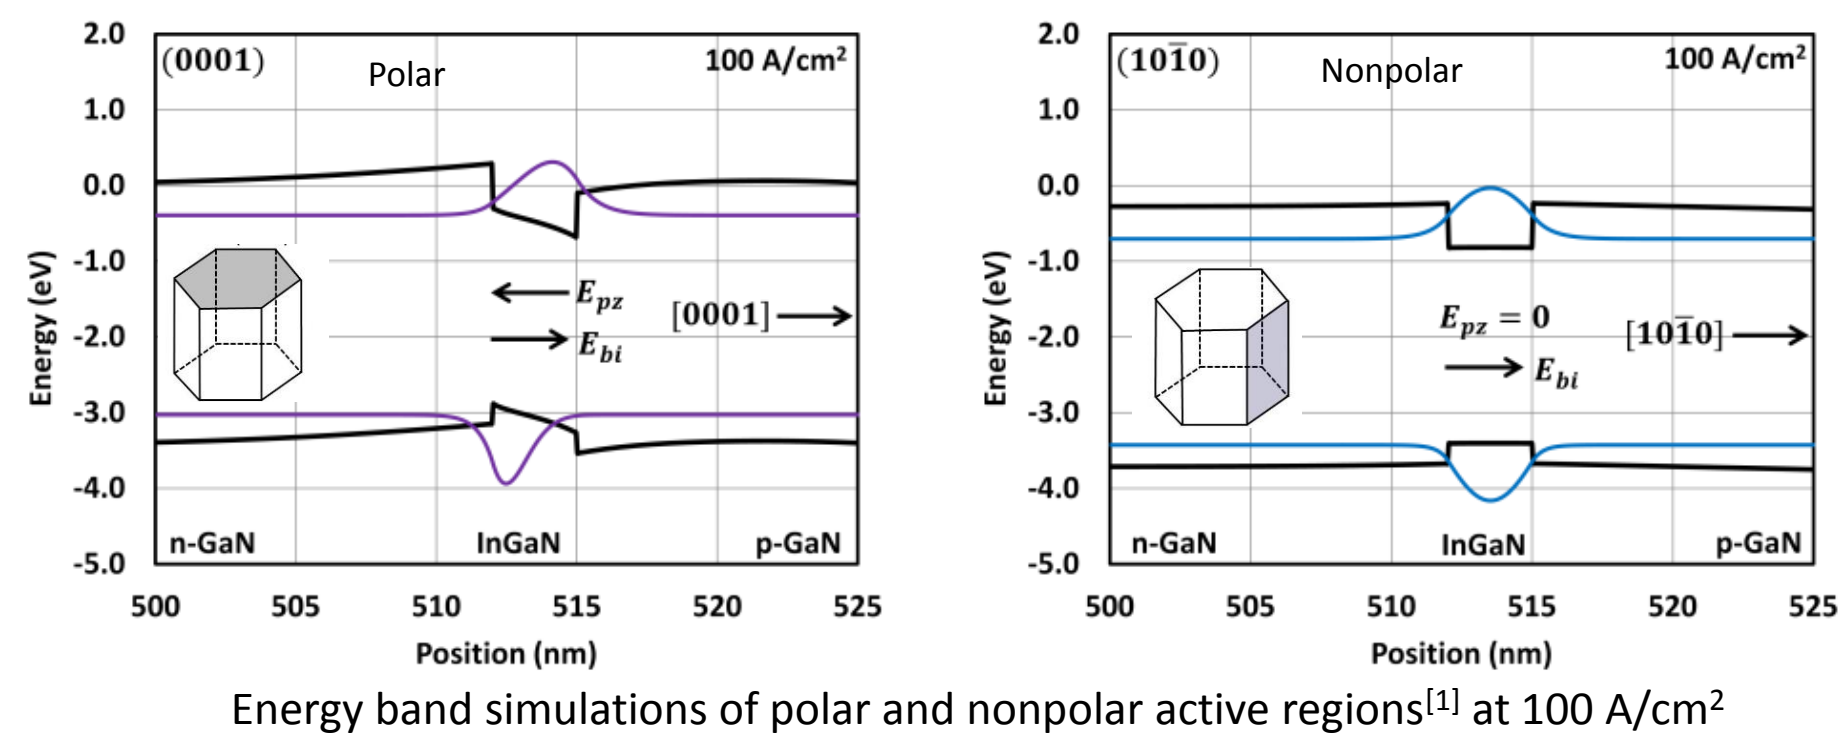 2.0
1.0
0.0
-1.0
-2.0
-3.0
-4.0
-5.0
Energy (eV)
(0001)
Polar
100 A/cm²
E_pz
E_bi
[0001]
n-GaN
InGaN
p-GaN
500
505
510
515
520
525
Position (nm)
2.0
1.0
0.0
-1.0
-2.0
-3.0
-4.0
-5.0
Energy (eV)
(101̅0)
Nonpolar
100 A/cm²
E_pz = 0
E_bi
[101̅0]
n-GaN
InGaN
p-GaN
500
505
510
515
520
525
Position (nm)
Energy band simulations of polar and nonpolar active regions[1] at 100 A/cm²